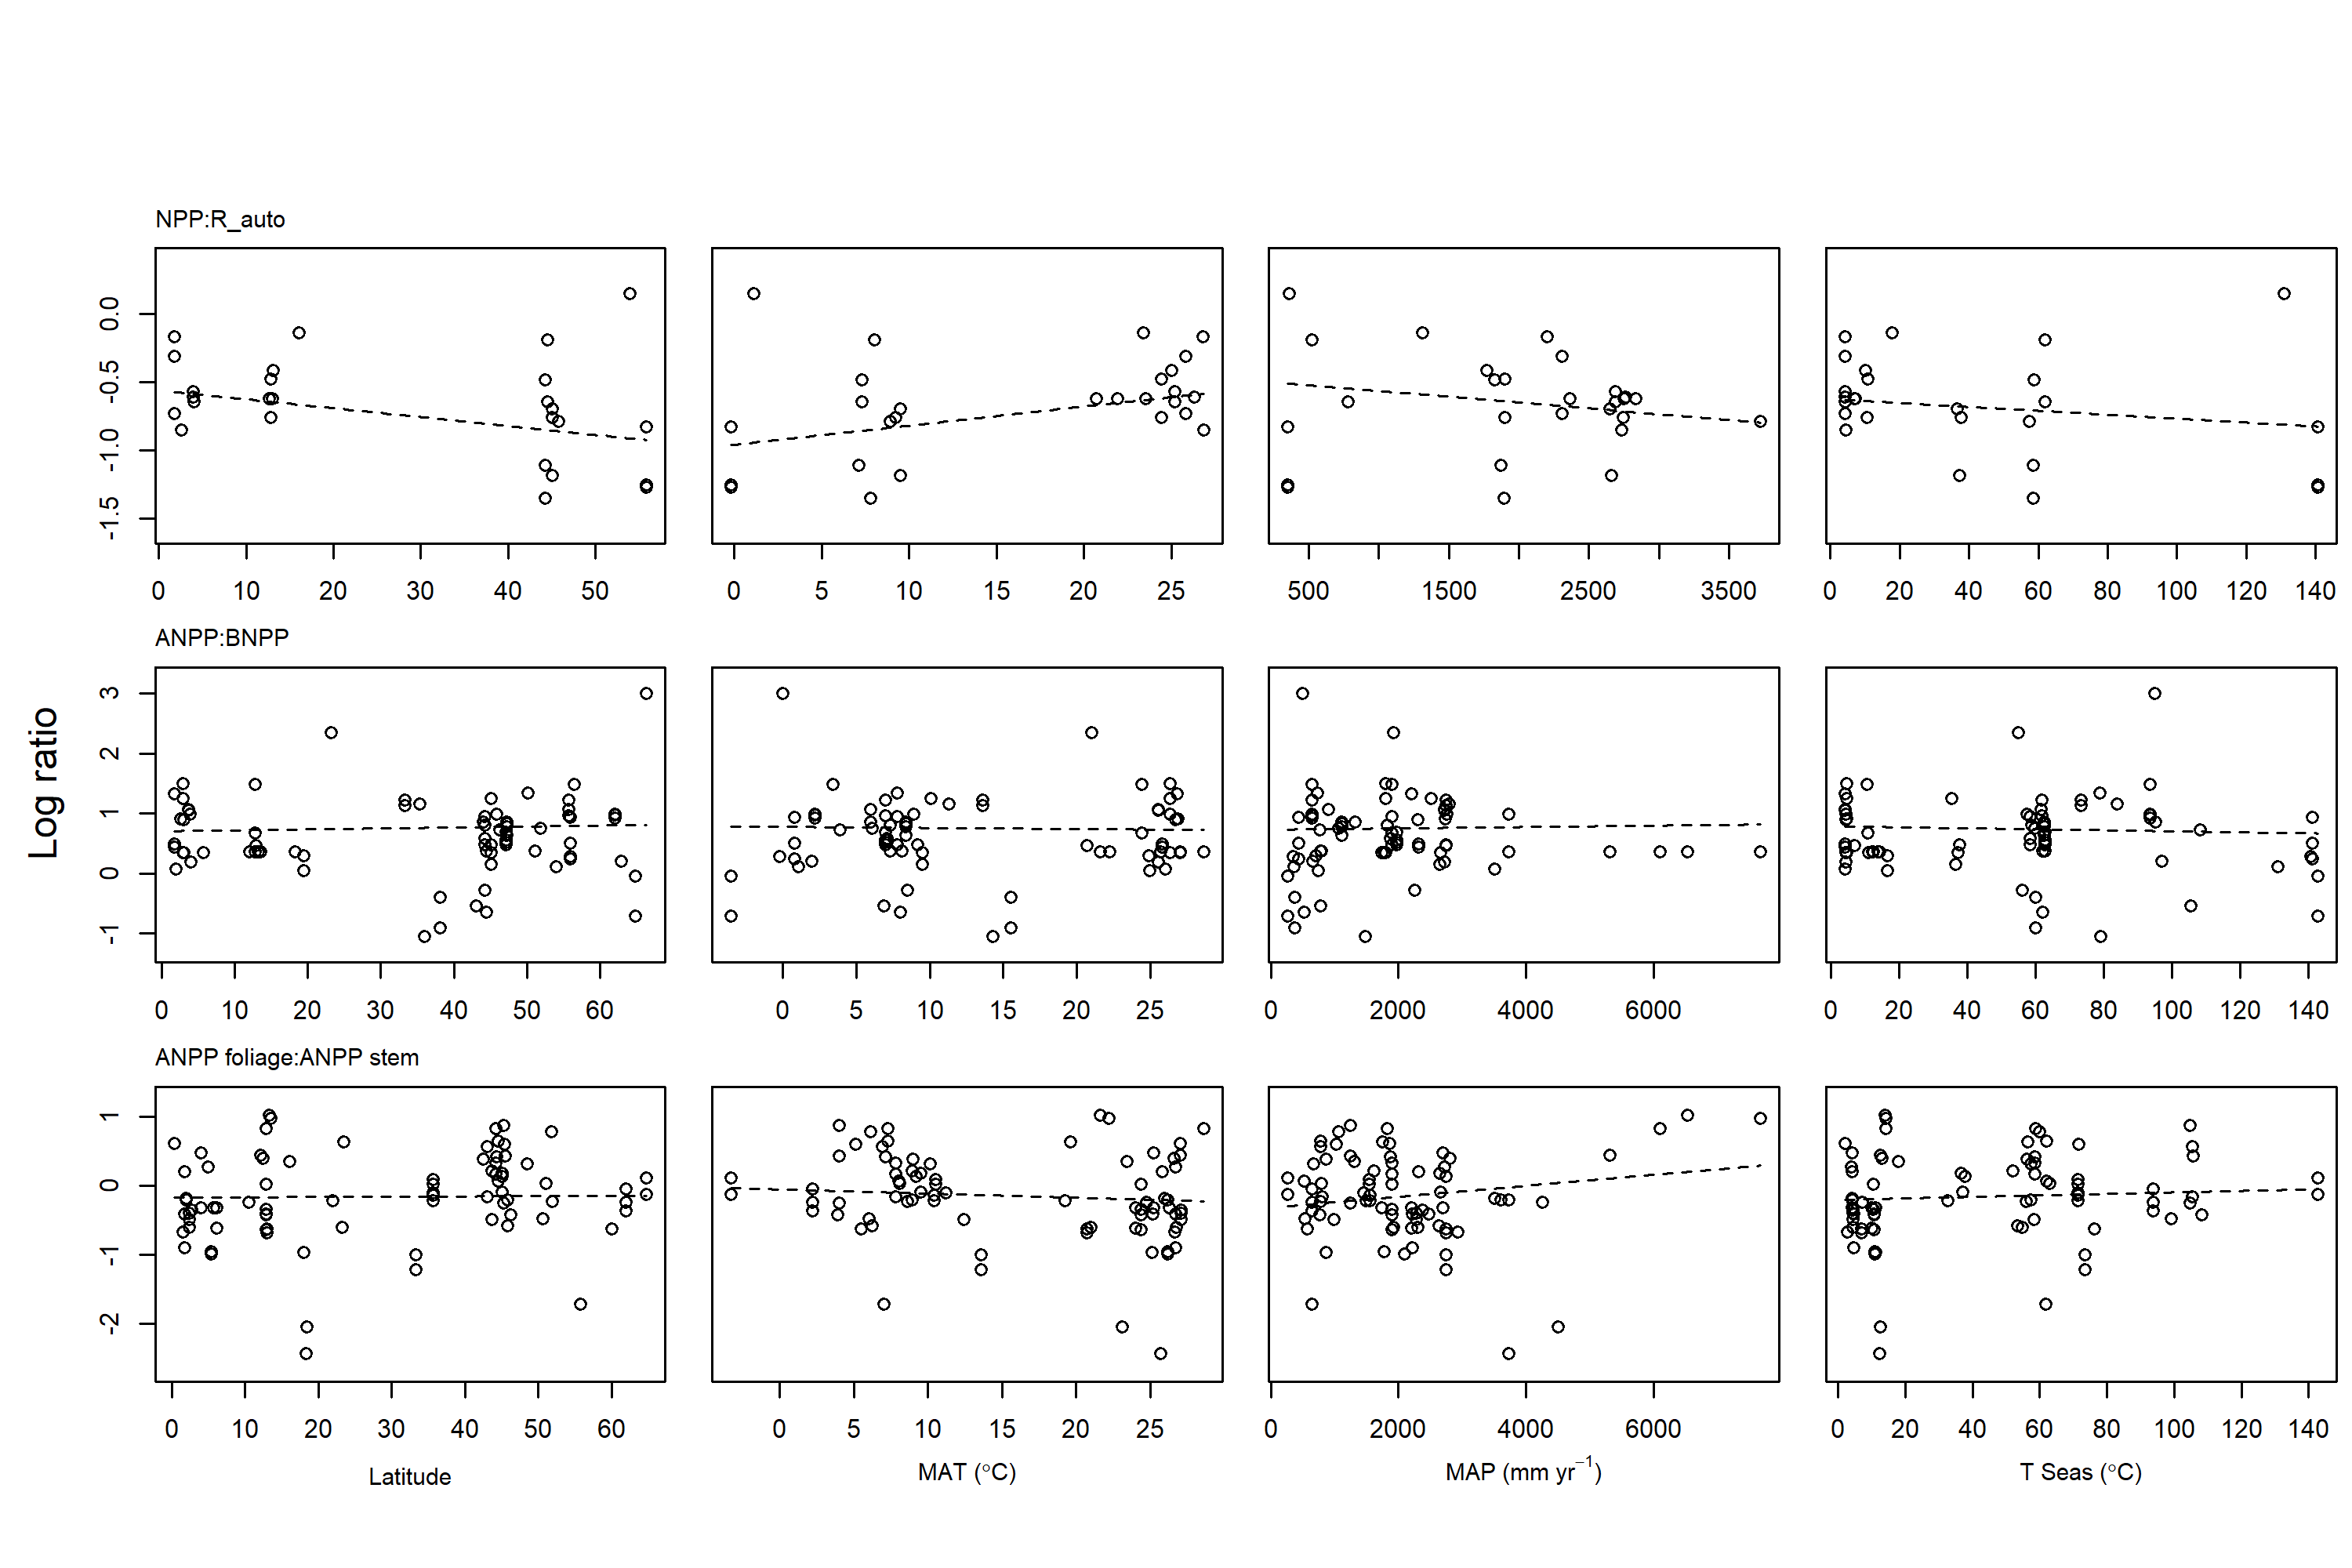 NPP:R_auto
0.0
-0.5
-1.0
-1.5
0 10 20 30 40 50
0 5 10 15 20 25
500 1500 2500 3500
0 20 40 60 80 100 120 140
ANPP:BNPP
Log ratio
3
2
1
0
-1
0 10 20 30 40 50 60
0 5 10 15 20 25
0 2000 4000 6000
0 20 40 60 80 100 120 140
ANPP foliage:ANPP stem
1
0
-1
-2
0 10 20 30 40 50 60
0 5 10 15 20 25
0 2000 4000 6000
0 20 40 60 80 100 120 140
Latitude
MAT (°C)
MAP (mm yr⁻¹)
T Seas (°C)